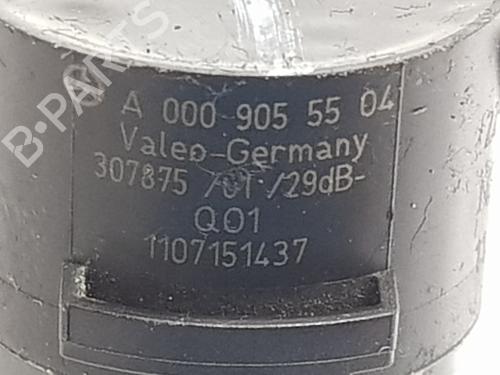 B-PARTS
A 000 905 55 04
Valeo-Germany
307875 /01 /29dB-
Q01
1107151437